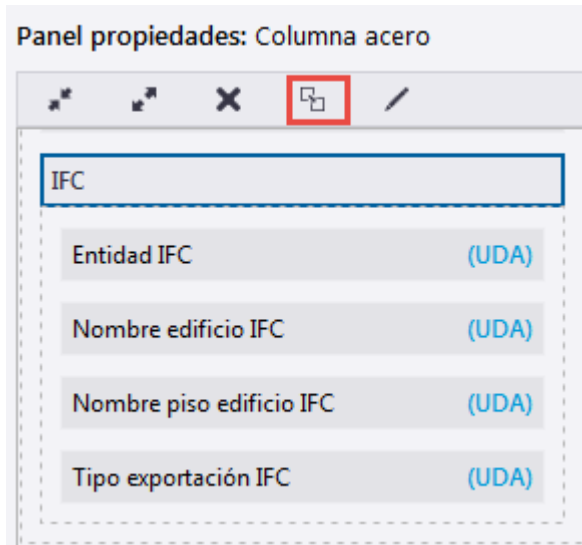 Panel propiedades: Columna acero
IFC
Entidad IFC (UDA)
Nombre edificio IFC (UDA)
Nombre piso edificio IFC (UDA)
Tipo exportación IFC (UDA)